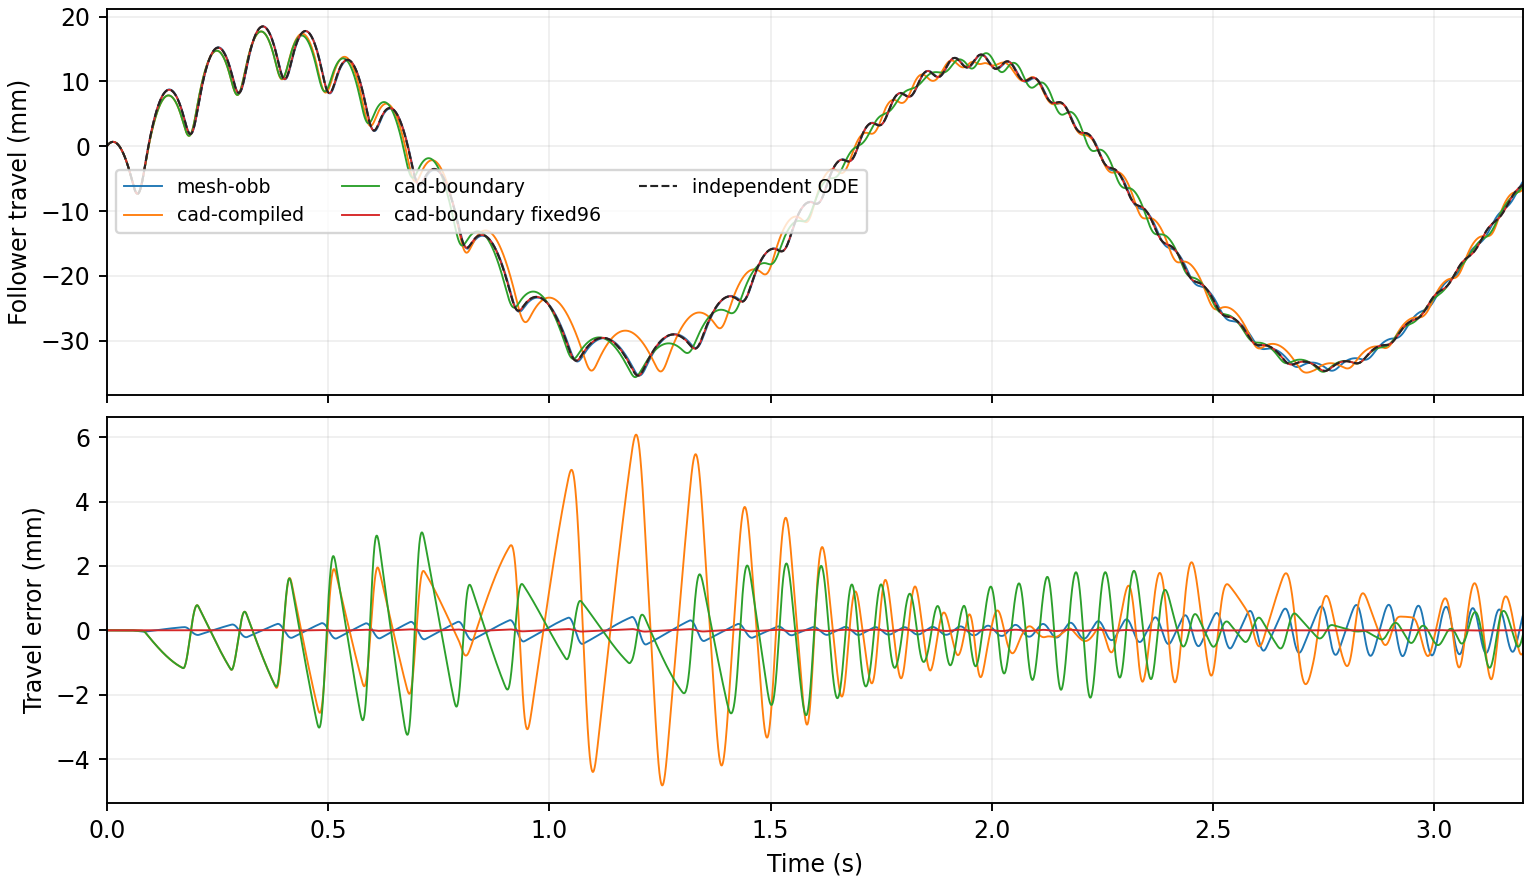 Follower travel (mm)
20
10
0
−10
−20
−30
mesh-obb
cad-compiled
cad-boundary
cad-boundary fixed96
independent ODE
Travel error (mm)
6
4
2
0
−2
−4
0.0 0.5 1.0 1.5 2.0 2.5 3.0
Time (s)